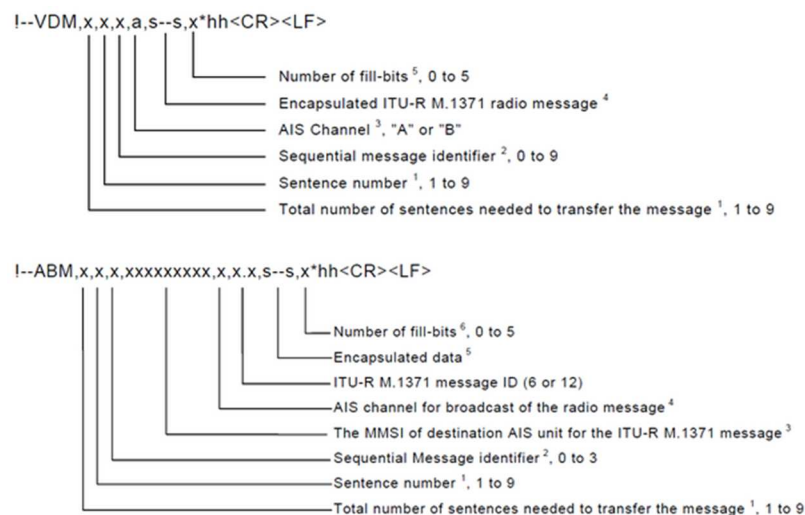 !--VDM,x,x,x,a,s--s,x*hh<CR><LF>
Number of fill-bits ⁵, 0 to 5
Encapsulated ITU-R M.1371 radio message ⁴
AIS Channel ³, "A" or "B"
Sequential message identifier ², 0 to 9
Sentence number ¹, 1 to 9
Total number of sentences needed to transfer the message ¹, 1 to 9
!--ABM,x,x,x,xxxxxxxxx,x,x.x,s--s,x*hh<CR><LF>
Number of fill-bits ⁶, 0 to 5
Encapsulated data ⁵
ITU-R M.1371 message ID (6 or 12)
AIS channel for broadcast of the radio message ⁴
The MMSI of destination AIS unit for the ITU-R M.1371 message ³
Sequential Message identifier ², 0 to 3
Sentence number ¹, 1 to 9
Total number of sentences needed to transfer the message ¹, 1 to 9